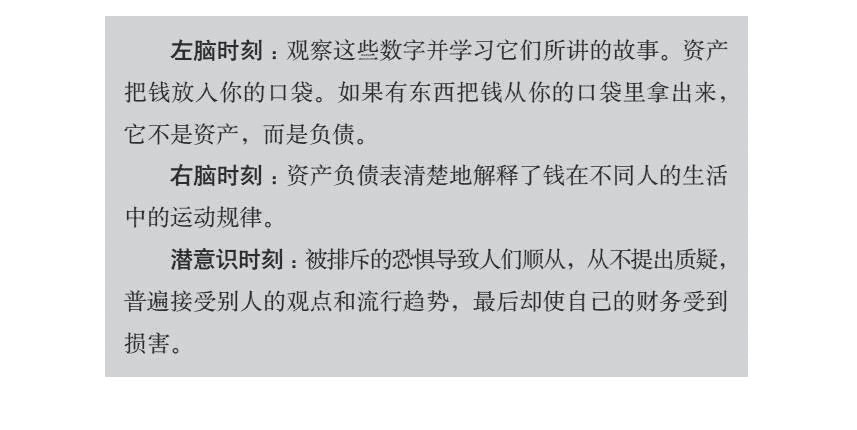 左脑时刻：观察这些数字并学习它们所讲的故事。资产
把钱放入你的口袋。如果有东西把钱从你的口袋里拿出来，
它不是资产，而是负债。
右脑时刻：资产负债表清楚地解释了钱在不同人的生活
中的运动规律。
潜意识时刻：被排斥的恐惧导致人们顺从，从不提出质疑，
普遍接受别人的观点和流行趋势，最后却使自己的财务受到
损害。